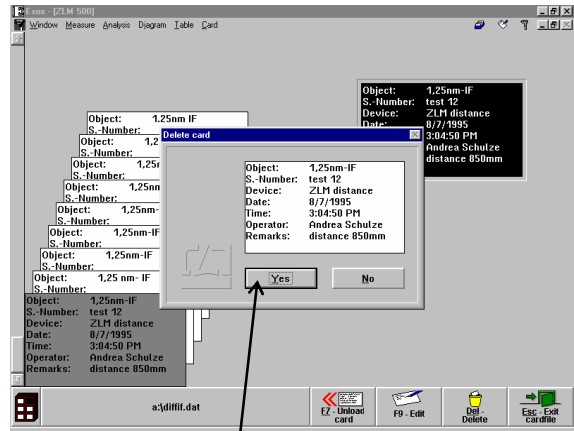 Esox - [ZLM 500]
Window Measure Analysis Djagram Table Card
Object: 1,25nm-IF
S.-Number: test 12
Device: ZLM distance
Date: 8/7/1995
3:04:50 PM
Andrea Schulze
distance 850mm
Object: 1.25nm IF
S.-Number:
Object: 1,2
S.-Number:
Object: 1,25r
S.-Number:
Object: 1,25nn
S.-Number:
Object: 1,25nm-
S.-Number:
Object: 1,25nm-IF
S.-Number:
Object: 1,25nm-IF
S.-Number:
Object: 1,25 nm- IF
S.-Number:
Object: 1,25nm-IF
S.-Number: test 12
Device: ZLM distance
Date: 8/7/1995
Time: 3:04:50 PM
Operator: Andrea Schulze
Remarks: distance 850mm
Delete card
Object: 1,25nm-IF
S.-Number: test 12
Device: ZLM distance
Date: 8/7/1995
Time: 3:04:50 PM
Operator: Andrea Schulze
Remarks: distance 850mm
Yes No
a:\diffif.dat
F7 - Unload card
F9 - Edit
Del - Delete
Esc - Exit cardfile